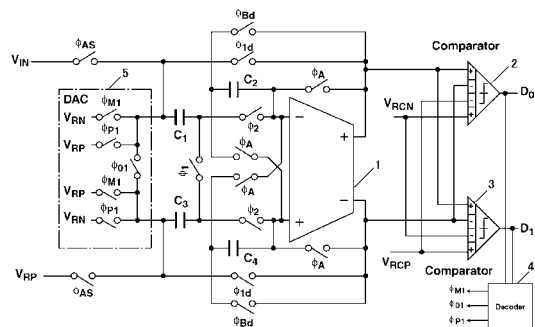 ϕBd
ϕAS
VIN
ϕ1d
Comparator
5
C2
ϕA
2
DAC
ϕM1
VRN
C1
ϕ2
VRCN
D0
ϕP1
VRP
ϕ01
ϕ1
ϕA
ϕA
1
VRP
ϕM1
ϕP1
VRN
C3
ϕ2
3
D1
C4
ϕA
VRCP
4
VRP
ϕAS
ϕ1d
ϕBd
Comparator
ϕM1
ϕ01
ϕP1
Decoder